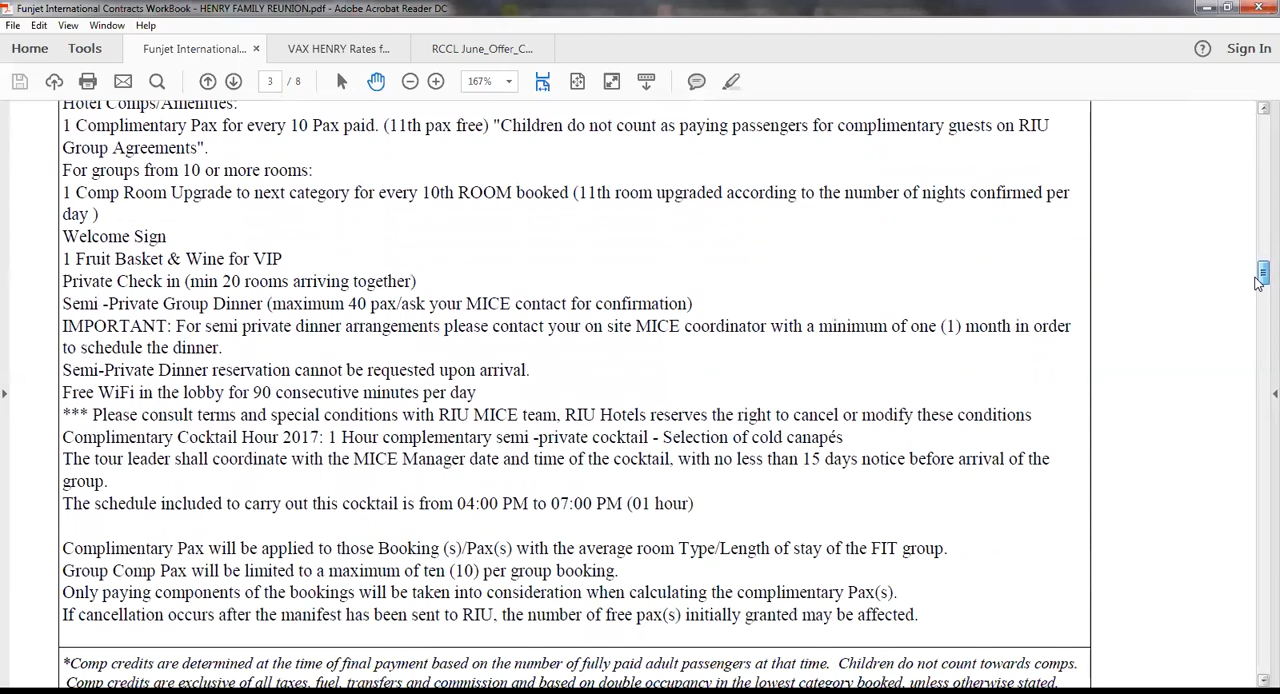 Funjet International Contracts WorkBook - HENRY FAMILY REUNION.pdf - Adobe Acrobat Reader DC
File Edit View Window Help
Home Tools Funjet International... × VAX HENRY Rates f... RCCL June_Offer_C... ? Sign In
3 / 8 167%
Hotel Comps/Amenities:
1 Complimentary Pax for every 10 Pax paid. (11th pax free) "Children do not count as paying passengers for complimentary guests on RIU
Group Agreements".
For groups from 10 or more rooms:
1 Comp Room Upgrade to next category for every 10th ROOM booked (11th room upgraded according to the number of nights confirmed per
day )
Welcome Sign
1 Fruit Basket & Wine for VIP
Private Check in (min 20 rooms arriving together)
Semi -Private Group Dinner (maximum 40 pax/ask your MICE contact for confirmation)
IMPORTANT: For semi private dinner arrangements please contact your on site MICE coordinator with a minimum of one (1) month in order
to schedule the dinner.
Semi-Private Dinner reservation cannot be requested upon arrival.
Free WiFi in the lobby for 90 consecutive minutes per day
*** Please consult terms and special conditions with RIU MICE team, RIU Hotels reserves the right to cancel or modify these conditions
Complimentary Cocktail Hour 2017: 1 Hour complementary semi -private cocktail - Selection of cold canapés
The tour leader shall coordinate with the MICE Manager date and time of the cocktail, with no less than 15 days notice before arrival of the
group.
The schedule included to carry out this cocktail is from 04:00 PM to 07:00 PM (01 hour)
Complimentary Pax will be applied to those Booking (s)/Pax(s) with the average room Type/Length of stay of the FIT group.
Group Comp Pax will be limited to a maximum of ten (10) per group booking.
Only paying components of the bookings will be taken into consideration when calculating the complimentary Pax(s).
If cancellation occurs after the manifest has been sent to RIU, the number of free pax(s) initially granted may be affected.
*Comp credits are determined at the time of final payment based on the number of fully paid adult passengers at that time. Children do not count towards comps.
Comp credits are exclusive of all taxes, fuel, transfers and commission and based on double occupancy in the lowest category booked, unless otherwise stated.